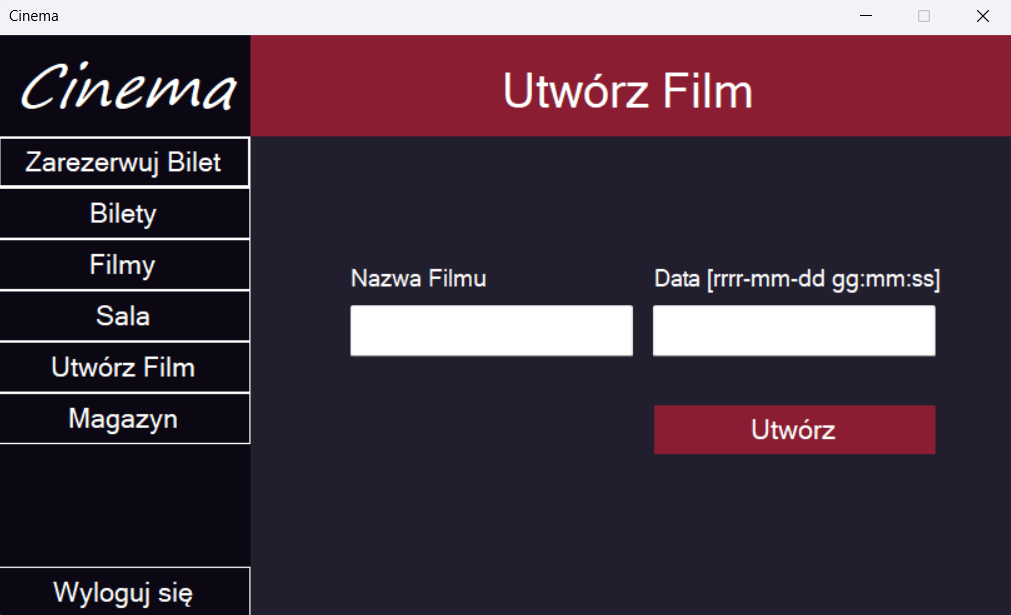 Cinema
Cinema
Utwórz Film
Zarezerwuj Bilet
Bilety
Filmy
Sala
Utwórz Film
Magazyn
Wyloguj się
Nazwa Filmu
Data [rrrr-mm-dd gg:mm:ss]
Utwórz